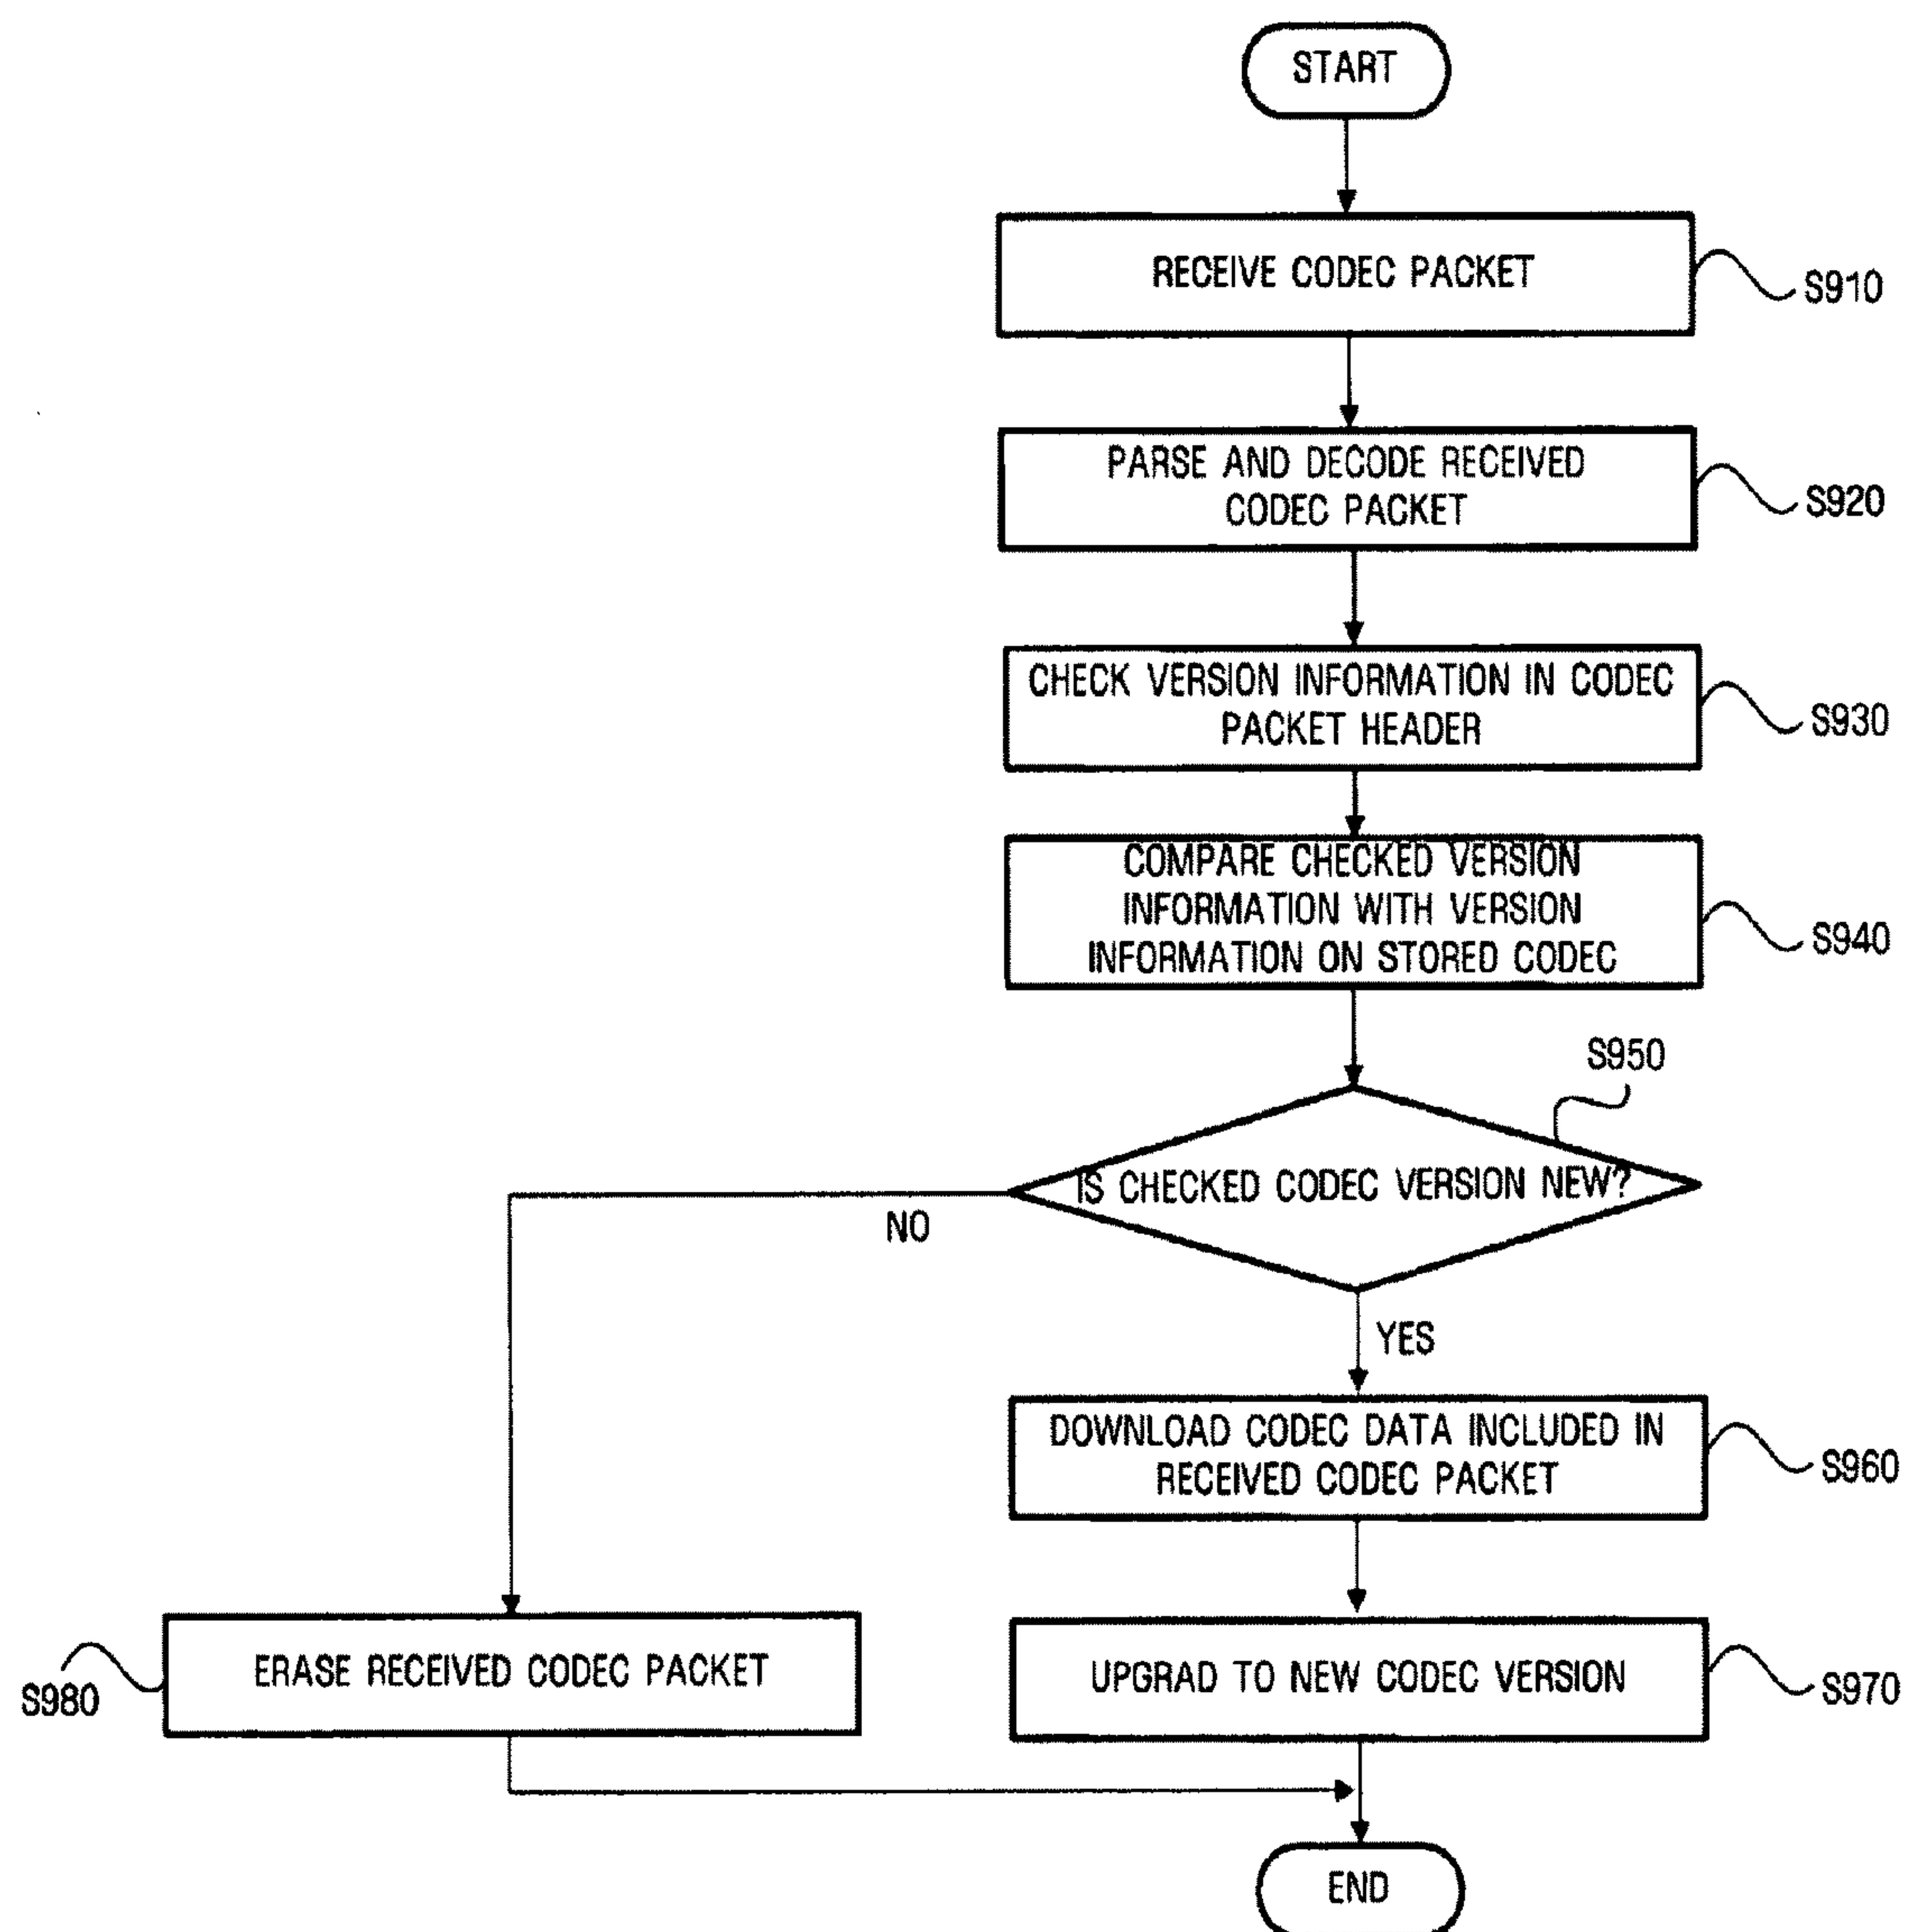 START
RECEIVE CODEC PACKET
S910
PARSE AND DECODE RECEIVED
CODEC PACKET
S920
CHECK VERSION INFORMATION IN CODEC
PACKET HEADER
S930
COMPARE CHECKED VERSION
INFORMATION WITH VERSION
INFORMATION ON STORED CODEC
S940
S950
IS CHECKED CODEC VERSION NEW?
NO
YES
DOWNLOAD CODEC DATA INCLUDED IN
RECEIVED CODEC PACKET
S960
ERASE RECEIVED CODEC PACKET
S980
UPGRAD TO NEW CODEC VERSION
S970
END